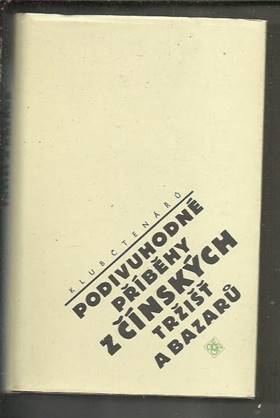 KLUB ČTENÁŘŮ
PODIVUHODNÉ
PŘÍBĚHY
Z ČÍNSKÝCH
TRŽIŠŤ
A BAZARŮ